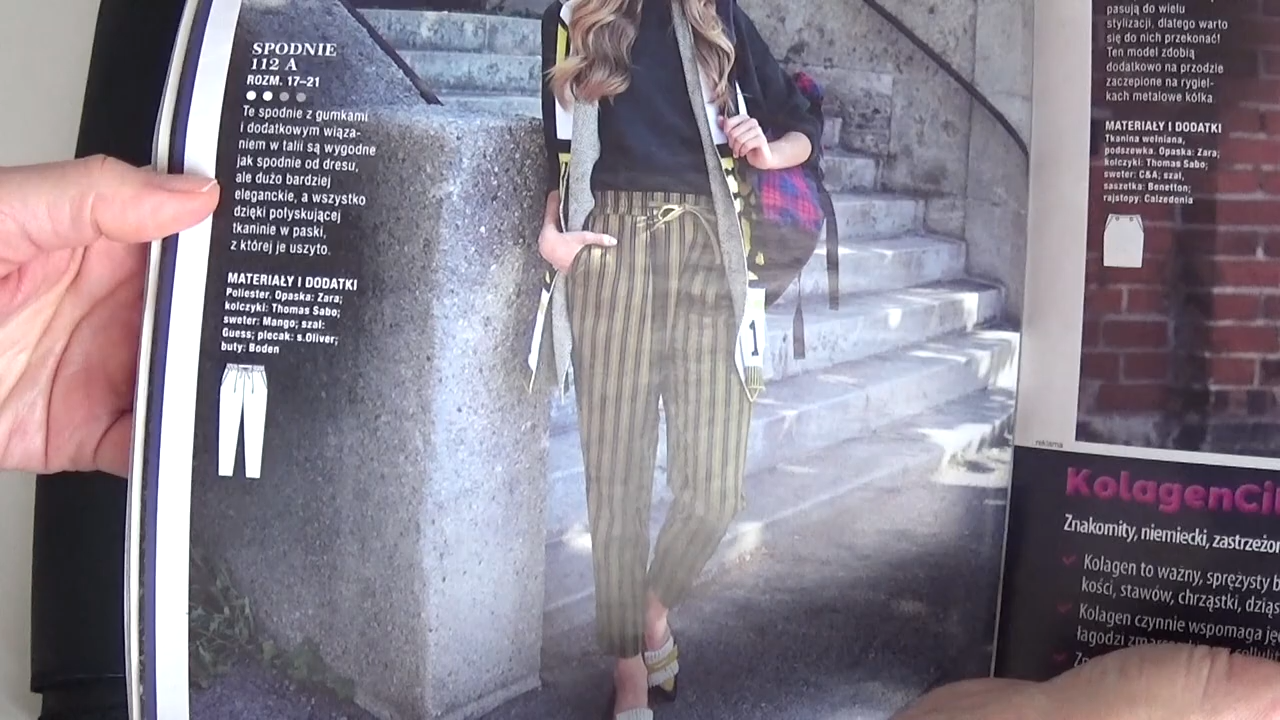 SPODNIE
112 A
ROZM. 17–21
Te spodnie z gumkami
i dodatkowym wiąza-
niem w talii są wygodne
jak spodnie od dresu,
ale dużo bardziej
eleganckie, a wszystko
dzięki połyskującej
tkaninie w paski,
z której je uszyto.
MATERIAŁY I DODATKI
Poliester. Opaska: Zara;
kolczyki: Thomas Sabo;
sweter: Mango; szal:
Guess; plecak: s.Oliver;
buty: Boden
1
pasują do wielu
stylizacji, dlatego warto
się do nich przekonać!
Ten model zdobią
dodatkowo na przodzie
zaczepione na rygiel-
kach metalowe kółka.
MATERIAŁY I DODATKI
Tkanina wełniana,
podszewka. Opaska: Zara;
kolczyki: Thomas Sabo;
sweter: C&A; szal,
saszetka: Benetton;
rajstopy: Calzedonia
reklama
KolagenCi
Znakomity, niemiecki, zastrzeżon
Kolagen to ważny, sprężysty b
kości, stawów, chrząstki, dziąs
Kolagen czynnie wspomaga ję
łagodzi